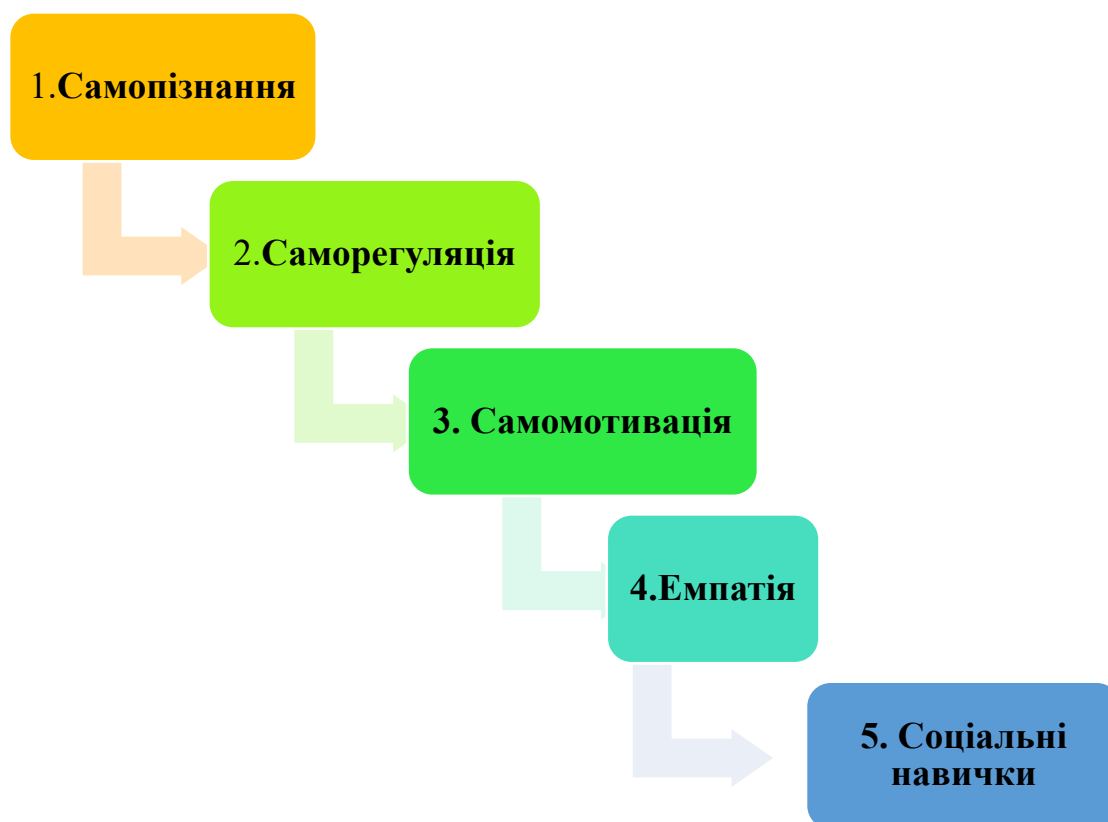 1.Самопізнання
2.Саморегуляція
3. Самомотивація
4.Емпатія
5. Соціальні
навички